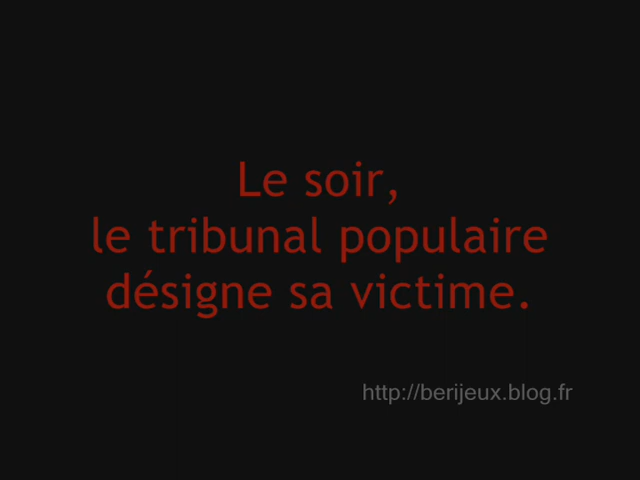 Le soir,
le tribunal populaire
désigne sa victime.
http://berijeux.blog.fr